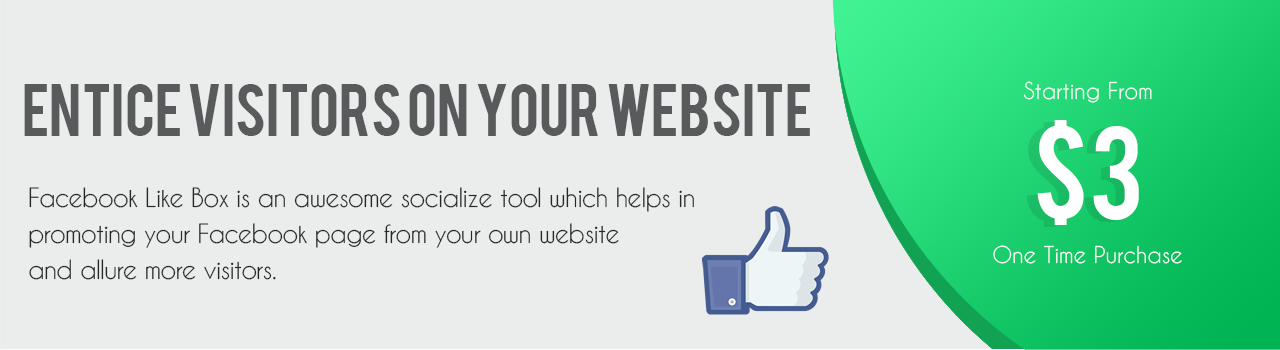 ENTICE VISITORS ON YOUR WEBSITE
Facebook Like Box is an awesome socialize tool which helps in
promoting your Facebook page from your own website
and allure more visitors.
Starting From
$3
One Time Purchase